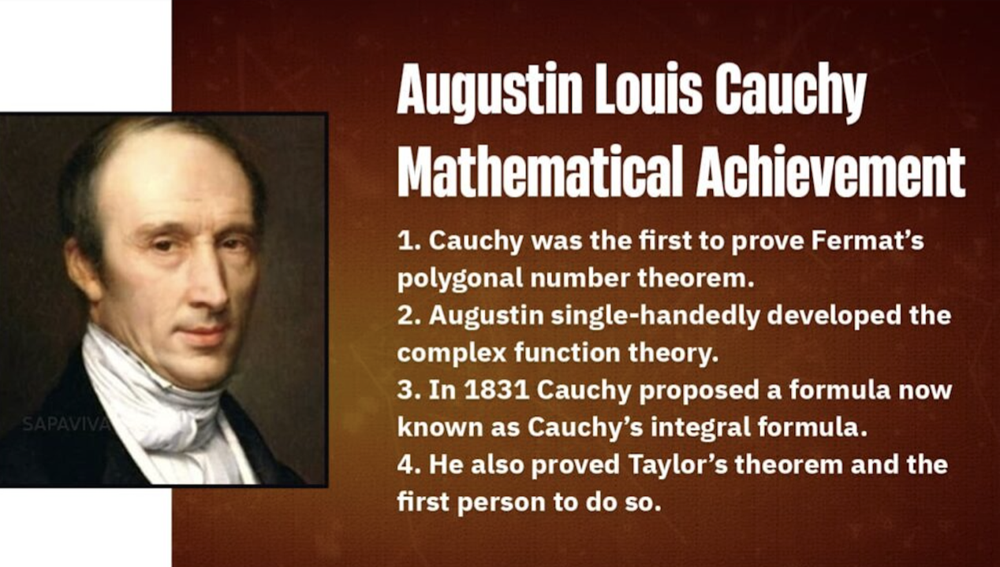 Augustin Louis Cauchy
Mathematical Achievement
1. Cauchy was the first to prove Fermat’s
polygonal number theorem.
2. Augustin single-handedly developed the
complex function theory.
3. In 1831 Cauchy proposed a formula now
known as Cauchy’s integral formula.
4. He also proved Taylor’s theorem and the
first person to do so.
SAPAVIVA